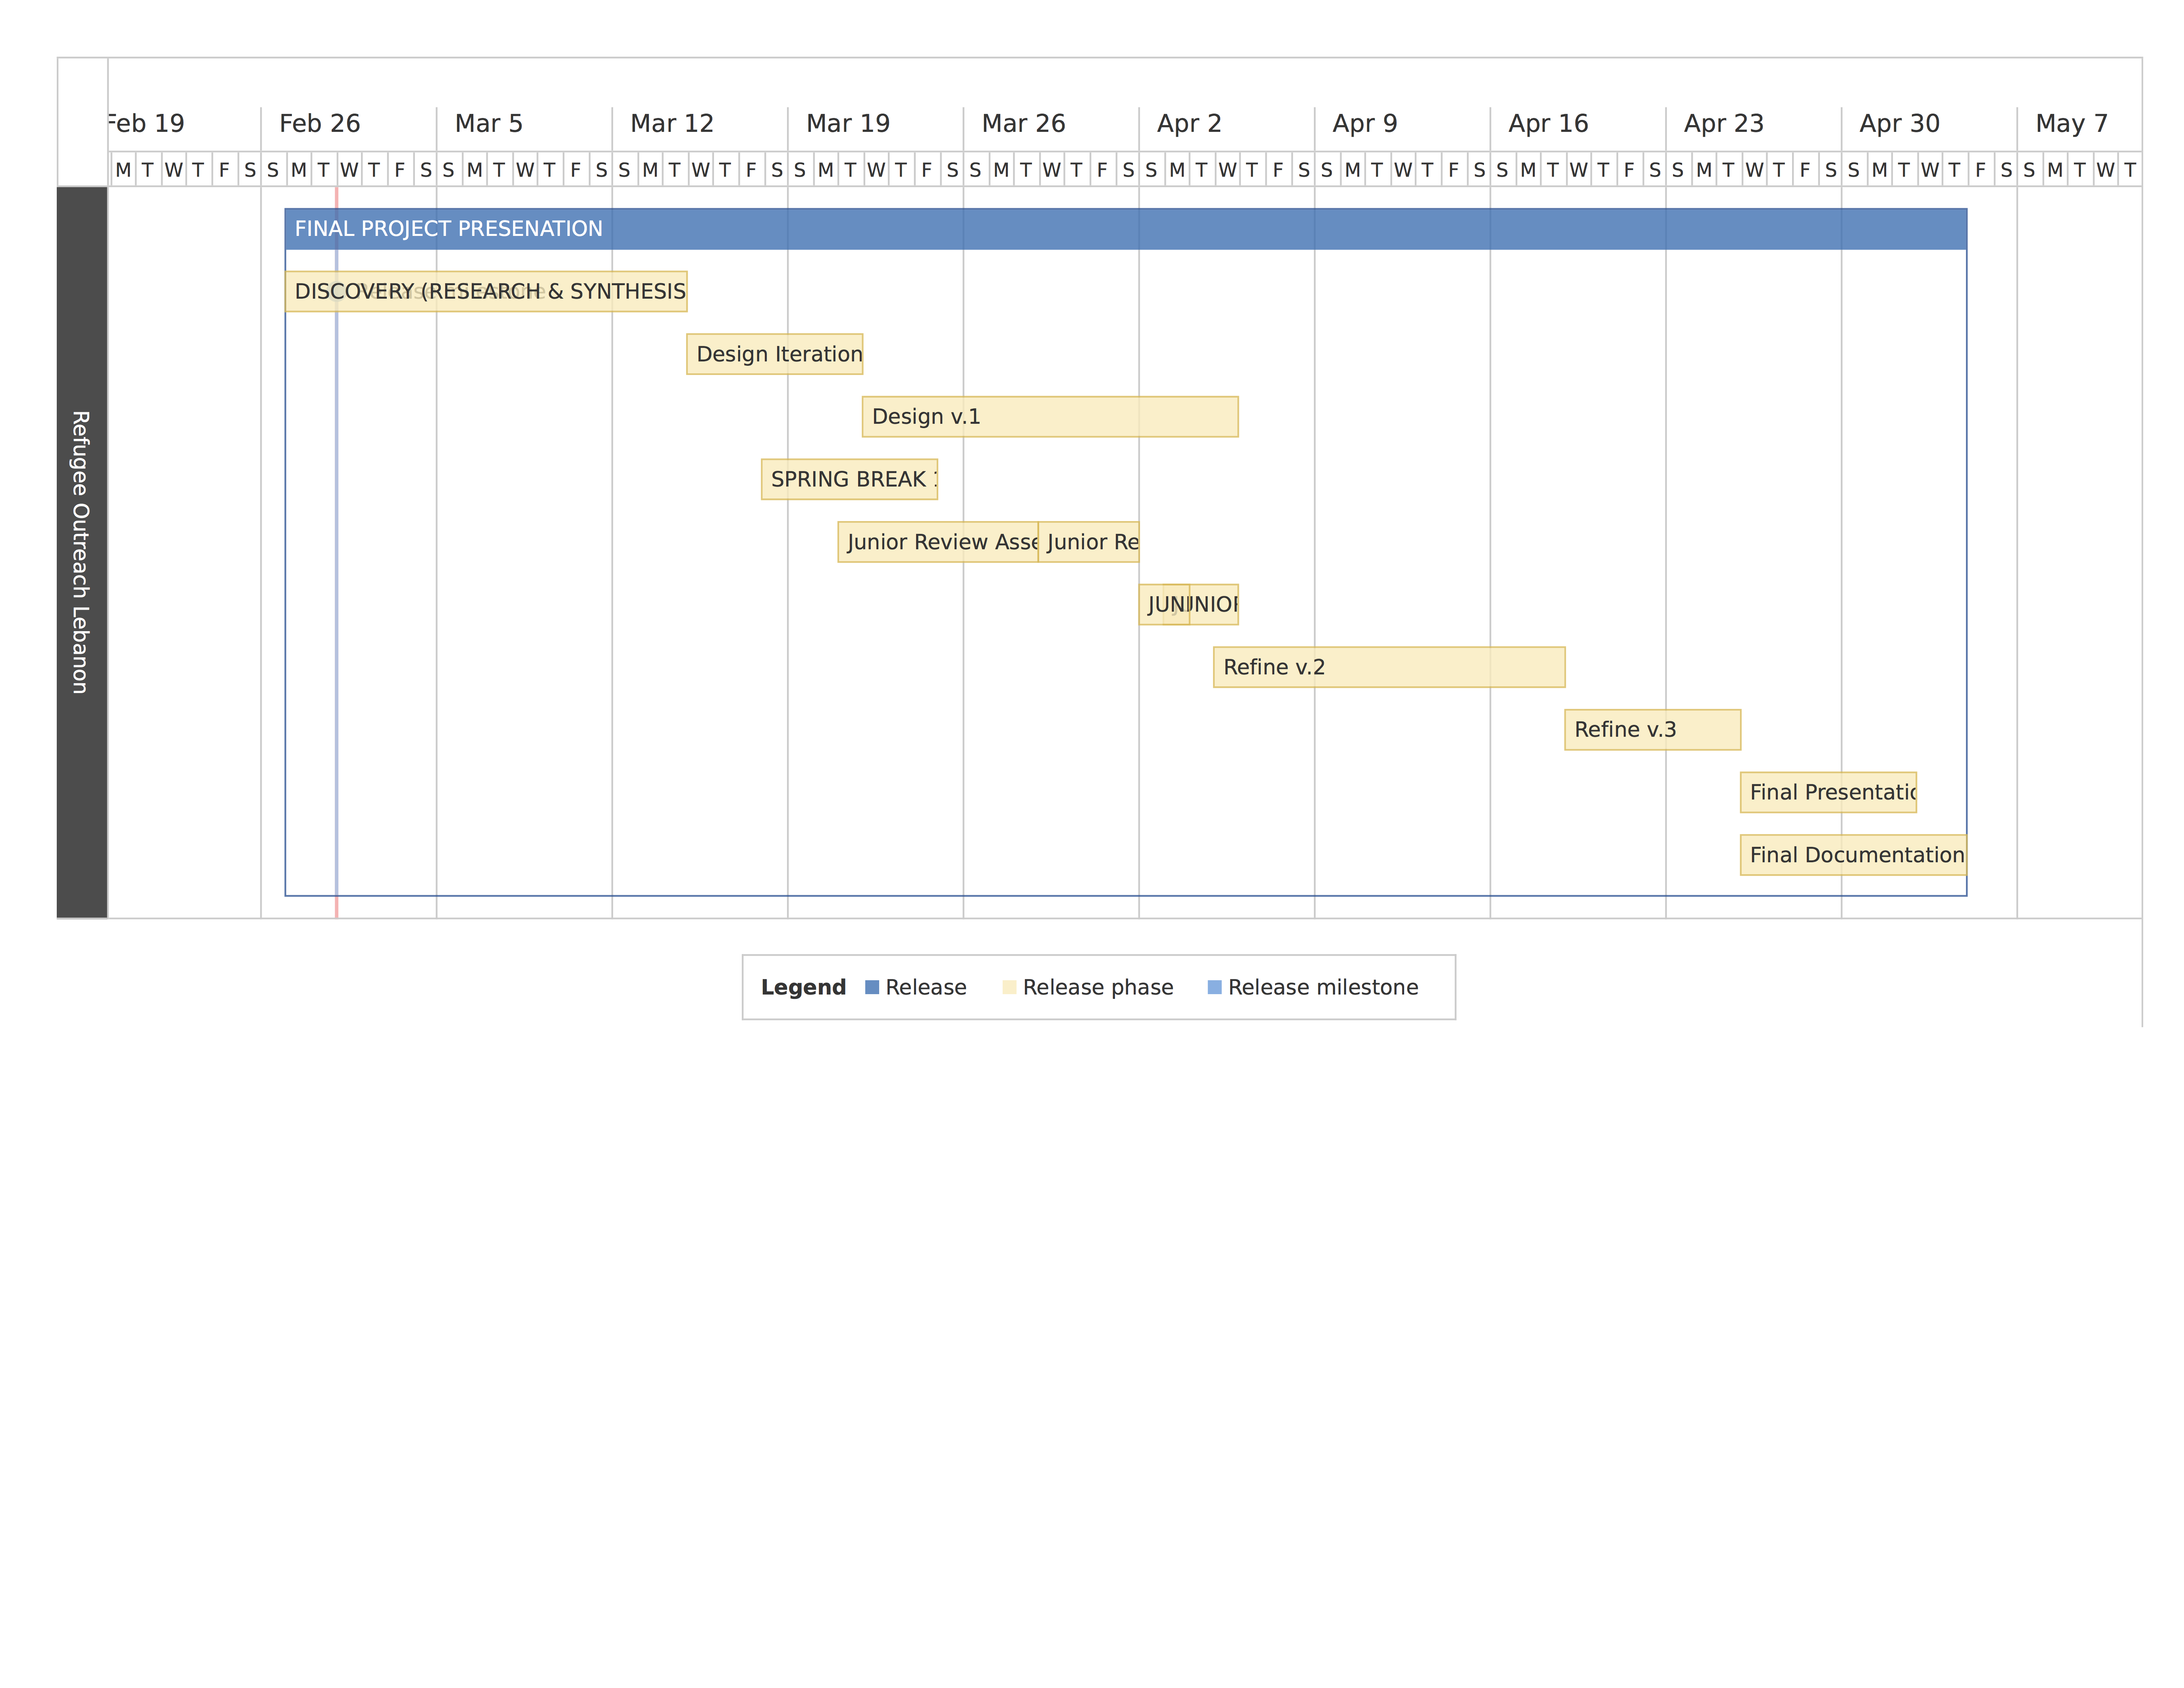 Feb 19 Feb 26 Mar 5 Mar 12 Mar 19 Mar 26 Apr 2 Apr 9 Apr 16 Apr 23 Apr 30 May 7
M T W T F S S M T W T F S S M T W T F S S M T W T F S S M T W T F S S M T W T F S S M T W T F S S M T W T F S S M T W T F S S M T W T F S S M T W T F S S M T W T
Refugee Outreach Lebanon
FINAL PROJECT PRESENATION
DISCOVERY (RESEARCH & SYNTHESIS
Design Iteration
Design v.1
SPRING BREAK
Junior Review Asse Junior Re
JUNI UNIOR
Refine v.2
Refine v.3
Final Presentatio
Final Documentation
Legend Release Release phase Release milestone